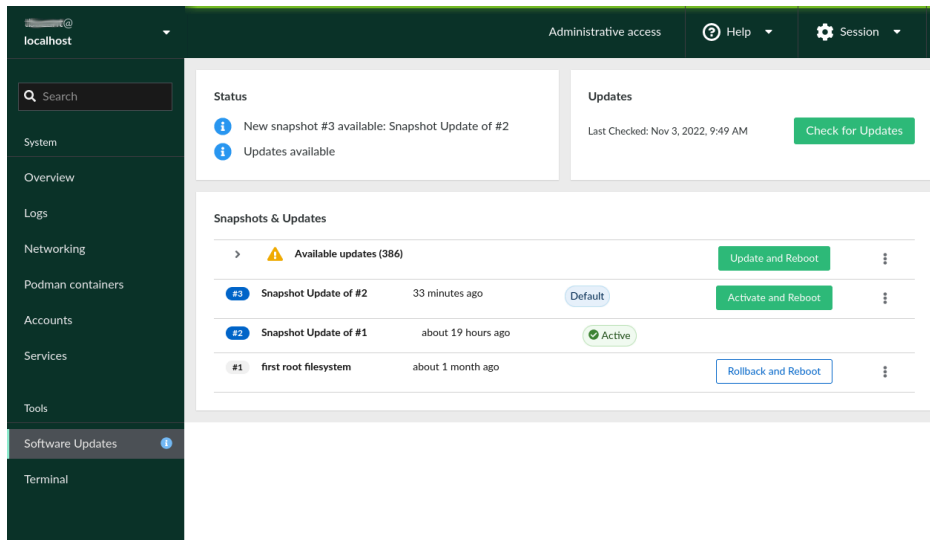 @
localhost
Administrative access
Help
Session
Search
System
Overview
Logs
Networking
Podman containers
Accounts
Services
Tools
Software Updates
Terminal
Status
New snapshot #3 available: Snapshot Update of #2
Updates available
Updates
Last Checked: Nov 3, 2022, 9:49 AM
Check for Updates
Snapshots & Updates
Available updates (386)
Update and Reboot
#3 Snapshot Update of #2 33 minutes ago Default Activate and Reboot
#2 Snapshot Update of #1 about 19 hours ago Active
#1 first root filesystem about 1 month ago Rollback and Reboot